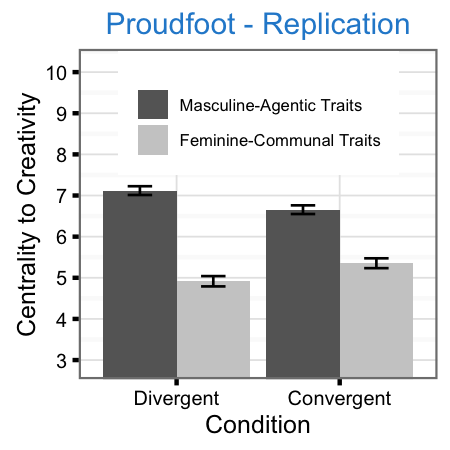 Proudfoot - Replication
Centrality to Creativity
10
9
8
7
6
5
4
3
Masculine-Agentic Traits
Feminine-Communal Traits
Divergent
Convergent
Condition